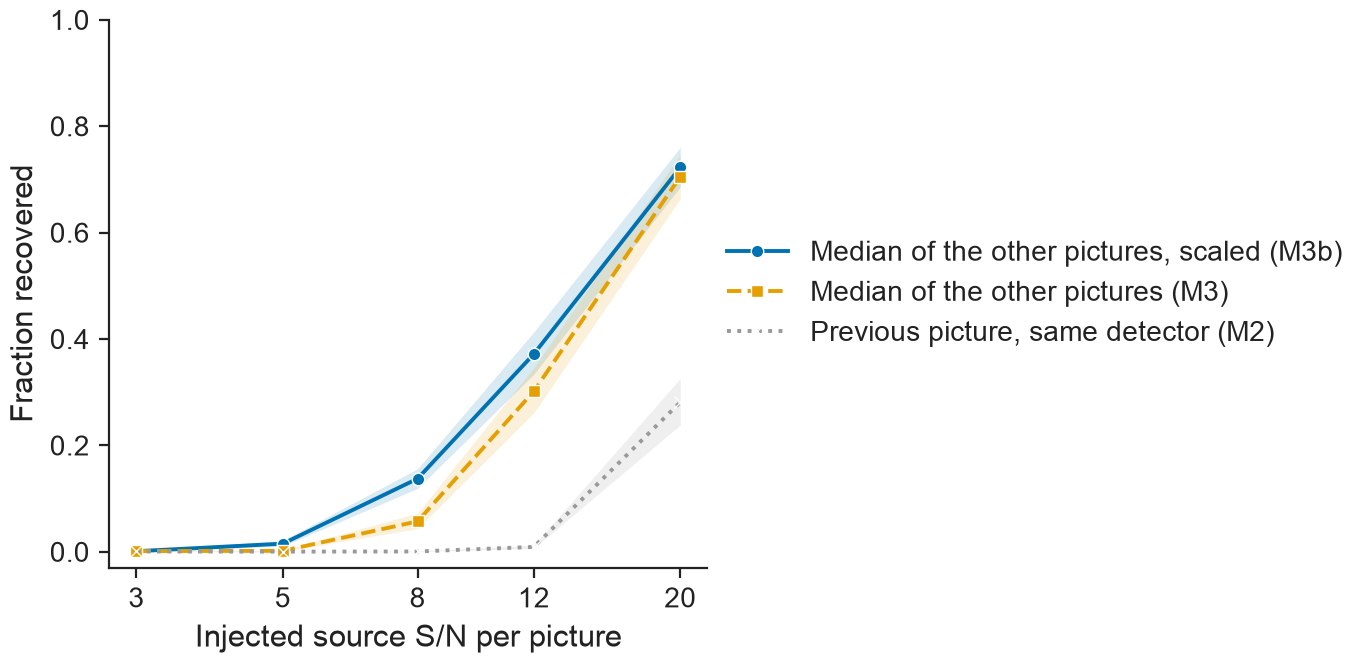 1.0
0.8
0.6
0.4
0.2
0.0
Fraction recovered
3 5 8 12 20
Injected source S/N per picture
Median of the other pictures, scaled (M3b)
Median of the other pictures (M3)
Previous picture, same detector (M2)